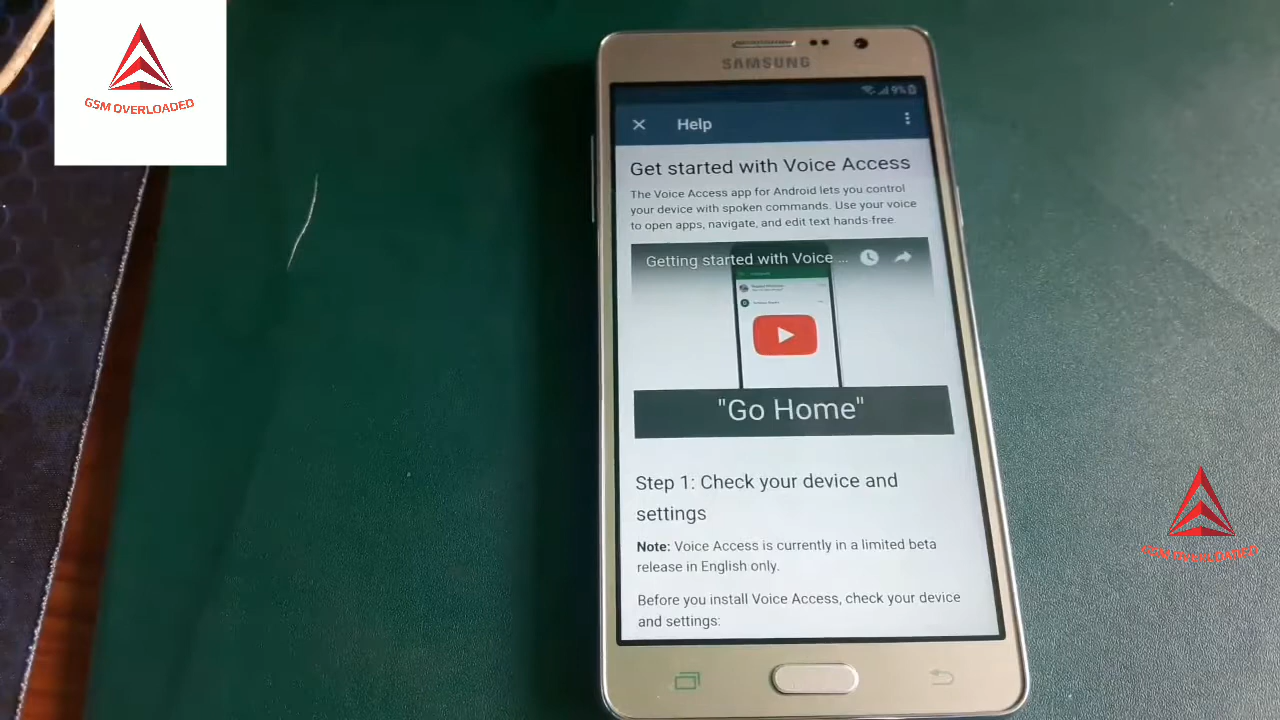 GSM OVERLOADED
SAMSUNG
9%
Help
Get started with Voice Access
The Voice Access app for Android lets you control
your device with spoken commands. Use your voice
to open apps, navigate, and edit text hands-free
Getting started with Voice ...
"Go Home"
Step 1: Check your device and
settings
Note: Voice Access is currently in a limited beta
release in English only.
Before you install Voice Access, check your device
and settings:
GSM OVERLOADED